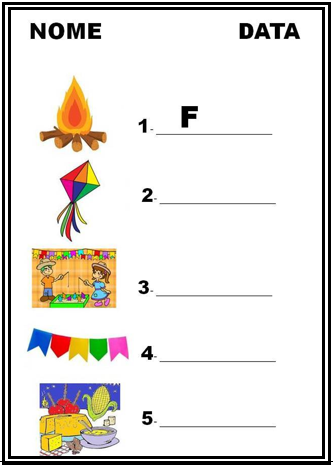 NOME DATA
1- F
2-
3-
4-
5-